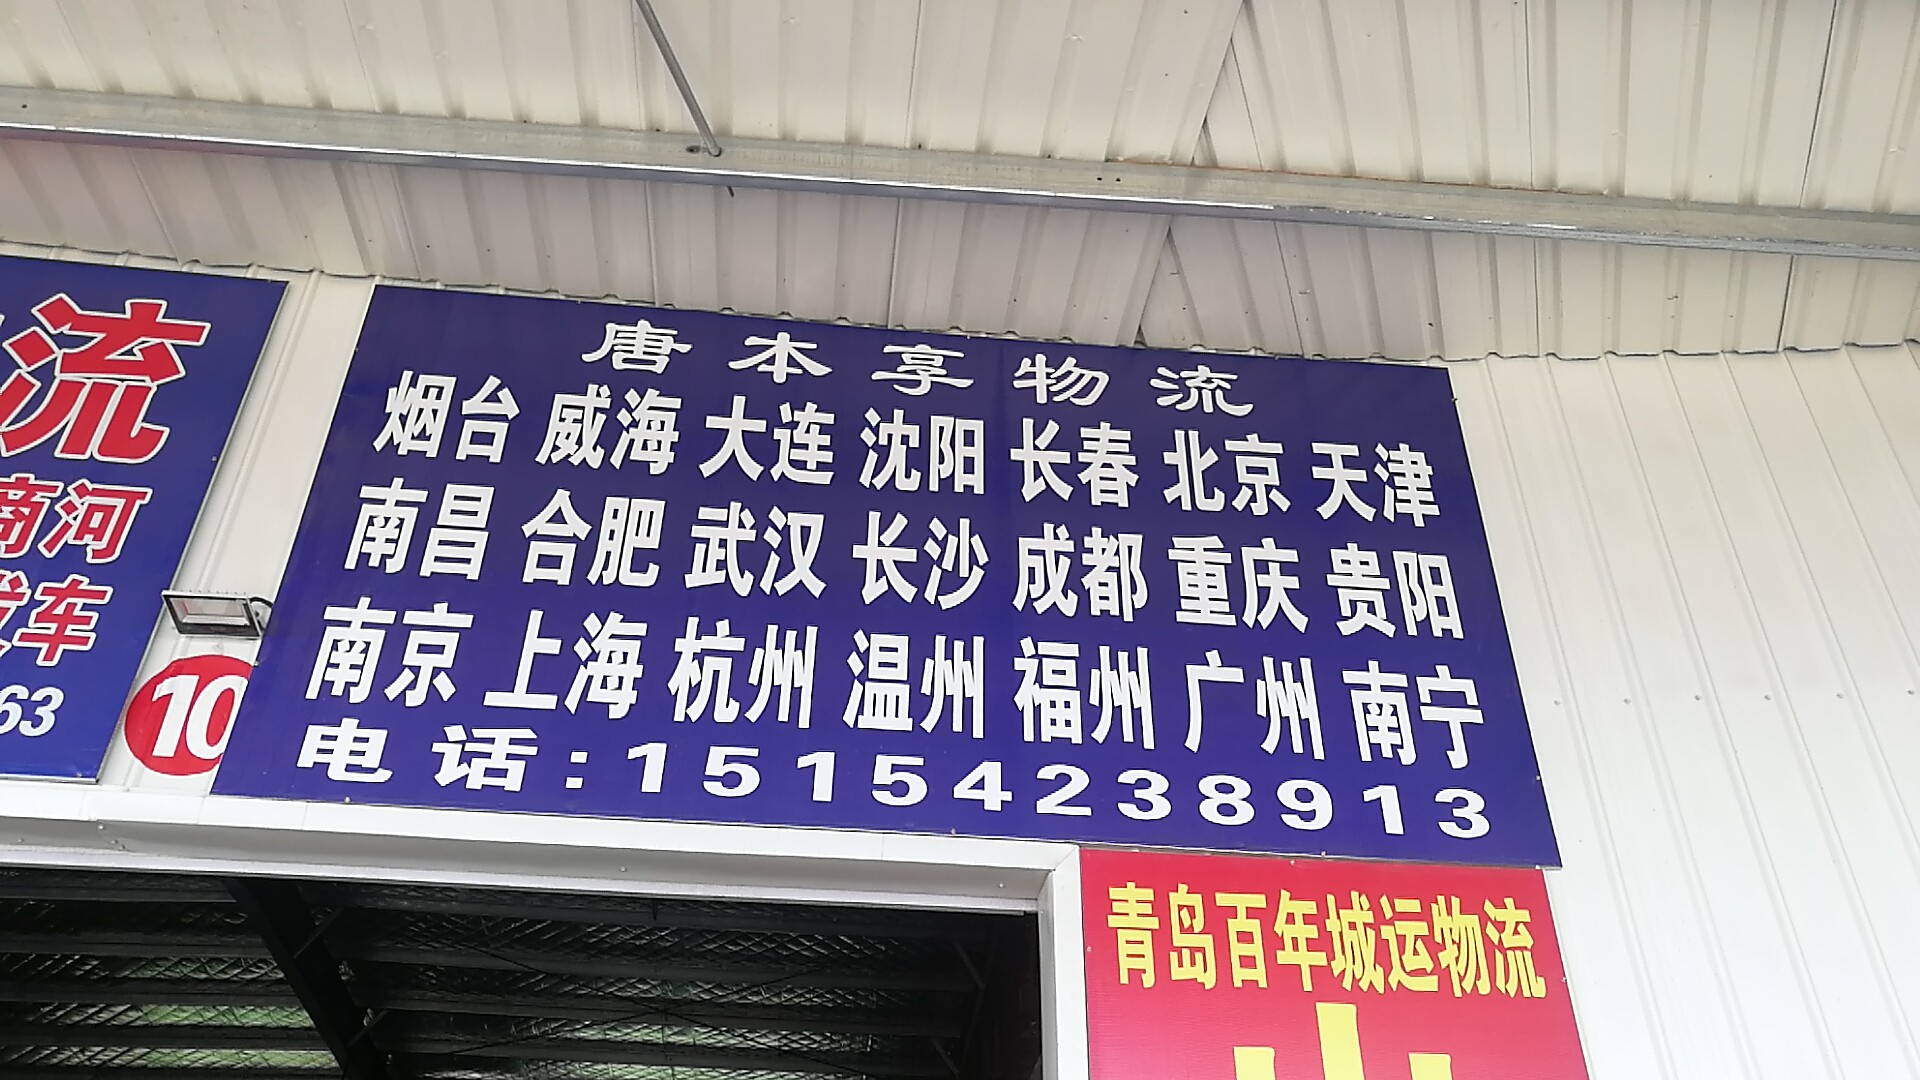 流
商河
发车
63
10
唐本享物流
烟台 威海 大连 沈阳 长春 北京 天津
南昌 合肥 武汉 长沙 成都 重庆 贵阳
南京 上海 杭州 温州 福州 广州 南宁
电话:15154238913
青岛百年城运物流